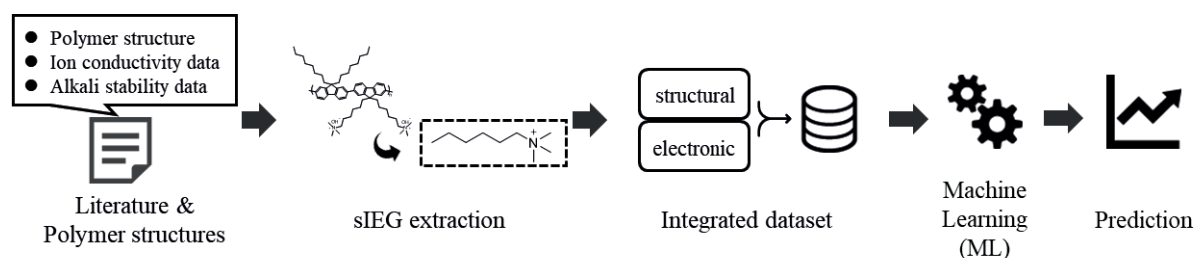 Polymer structure
Ion conductivity data
Alkali stability data
Literature &
Polymer structures
sIEG extraction
N
+
structural
electronic
Integrated dataset
Machine
Learning
(ML)
Prediction